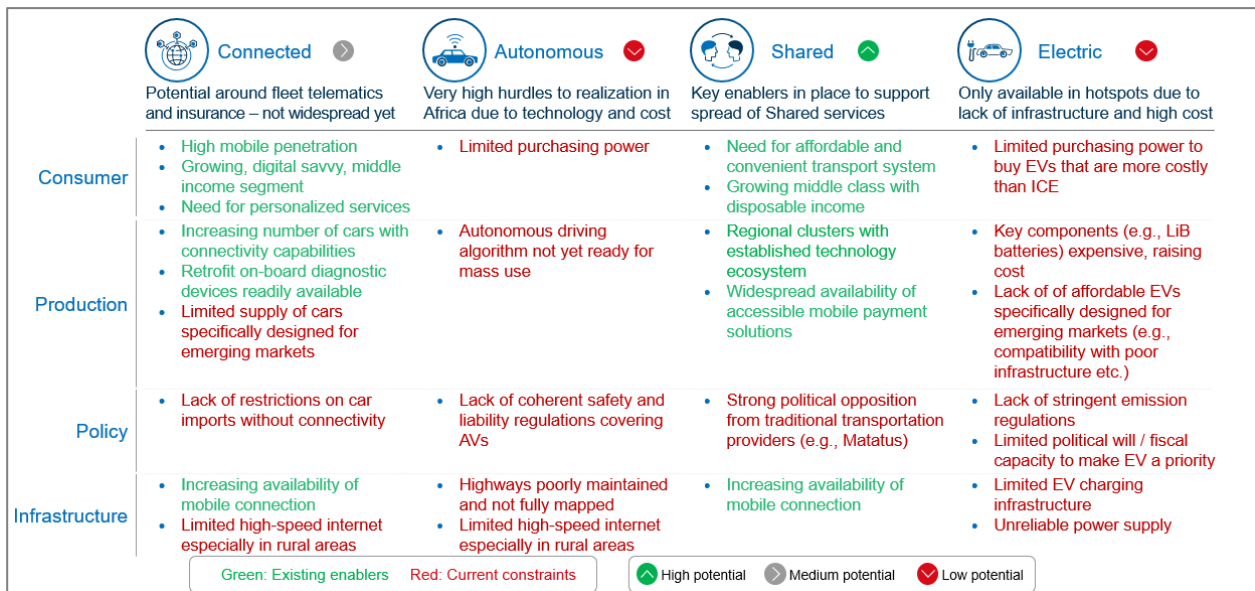 Connected
Autonomous
Shared
Electric
Potential around fleet telematics
and insurance – not widespread yet
Very high hurdles to realization in
Africa due to technology and cost
Key enablers in place to support
spread of Shared services
Only available in hotspots due to
lack of infrastructure and high cost
Consumer
• High mobile penetration
• Growing, digital savvy, middle
income segment
• Need for personalized services
• Limited purchasing power
• Need for affordable and
convenient transport system
• Growing middle class with
disposable income
• Limited purchasing power to
buy EVs that are more costly
than ICE
Production
• Increasing number of cars with
connectivity capabilities
• Retrofit on-board diagnostic
devices readily available
• Limited supply of cars
specifically designed for
emerging markets
• Autonomous driving
algorithm not yet ready for
mass use
• Regional clusters with
established technology
ecosystem
• Widespread availability of
accessible mobile payment
solutions
• Key components (e.g., LiB
batteries) expensive, raising
cost
• Lack of of affordable EVs
specifically designed for
emerging markets (e.g.,
compatibility with poor
infrastructure etc.)
Policy
• Lack of restrictions on car
imports without connectivity
• Lack of coherent safety and
liability regulations covering
AVs
• Strong political opposition
from traditional transportation
providers (e.g., Matatus)
• Lack of stringent emission
regulations
• Limited political will / fiscal
capacity to make EV a priority
Infrastructure
• Increasing availability of
mobile connection
• Limited high-speed internet
especially in rural areas
• Highways poorly maintained
and not fully mapped
• Limited high-speed internet
especially in rural areas
• Increasing availability of
mobile connection
• Limited EV charging
infrastructure
• Unreliable power supply
Green: Existing enablers
Red: Current constraints
High potential
Medium potential
Low potential